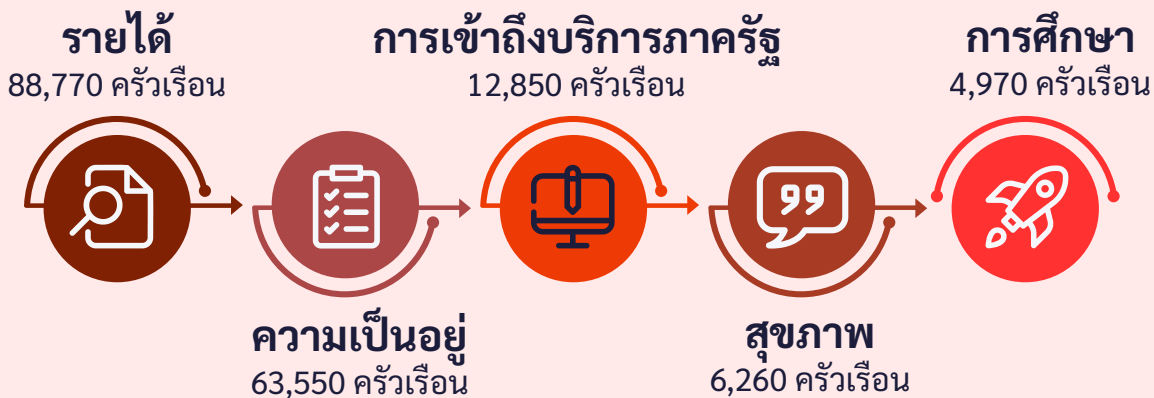 รายได้
88,770 ครัวเรือน
ความเป็นอยู่
63,550 ครัวเรือน
การเข้าถึงบริการภาครัฐ
12,850 ครัวเรือน
สุขภาพ
6,260 ครัวเรือน
การศึกษา
4,970 ครัวเรือน